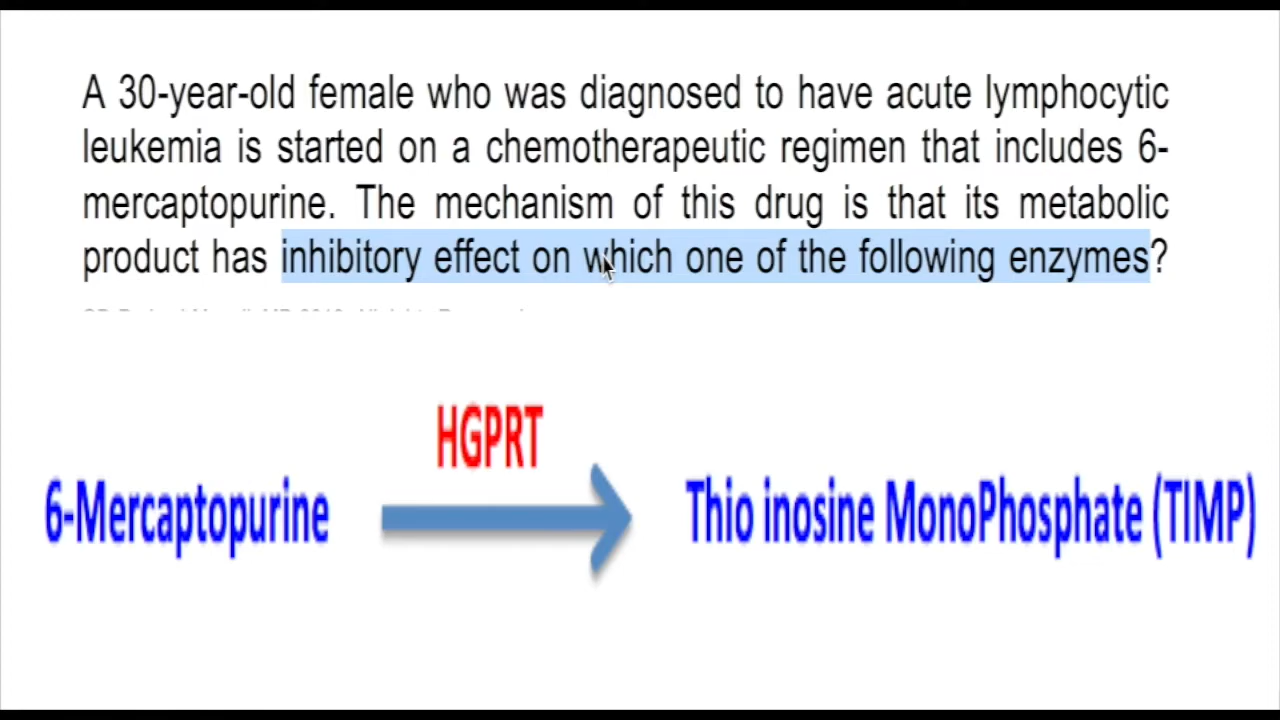 A 30-year-old female who was diagnosed to have acute lymphocytic
leukemia is started on a chemotherapeutic regimen that includes 6-
mercaptopurine. The mechanism of this drug is that its metabolic
product has inhibitory effect on which one of the following enzymes?
HGPRT
6-Mercaptopurine
Thio inosine MonoPhosphate (TIMP)